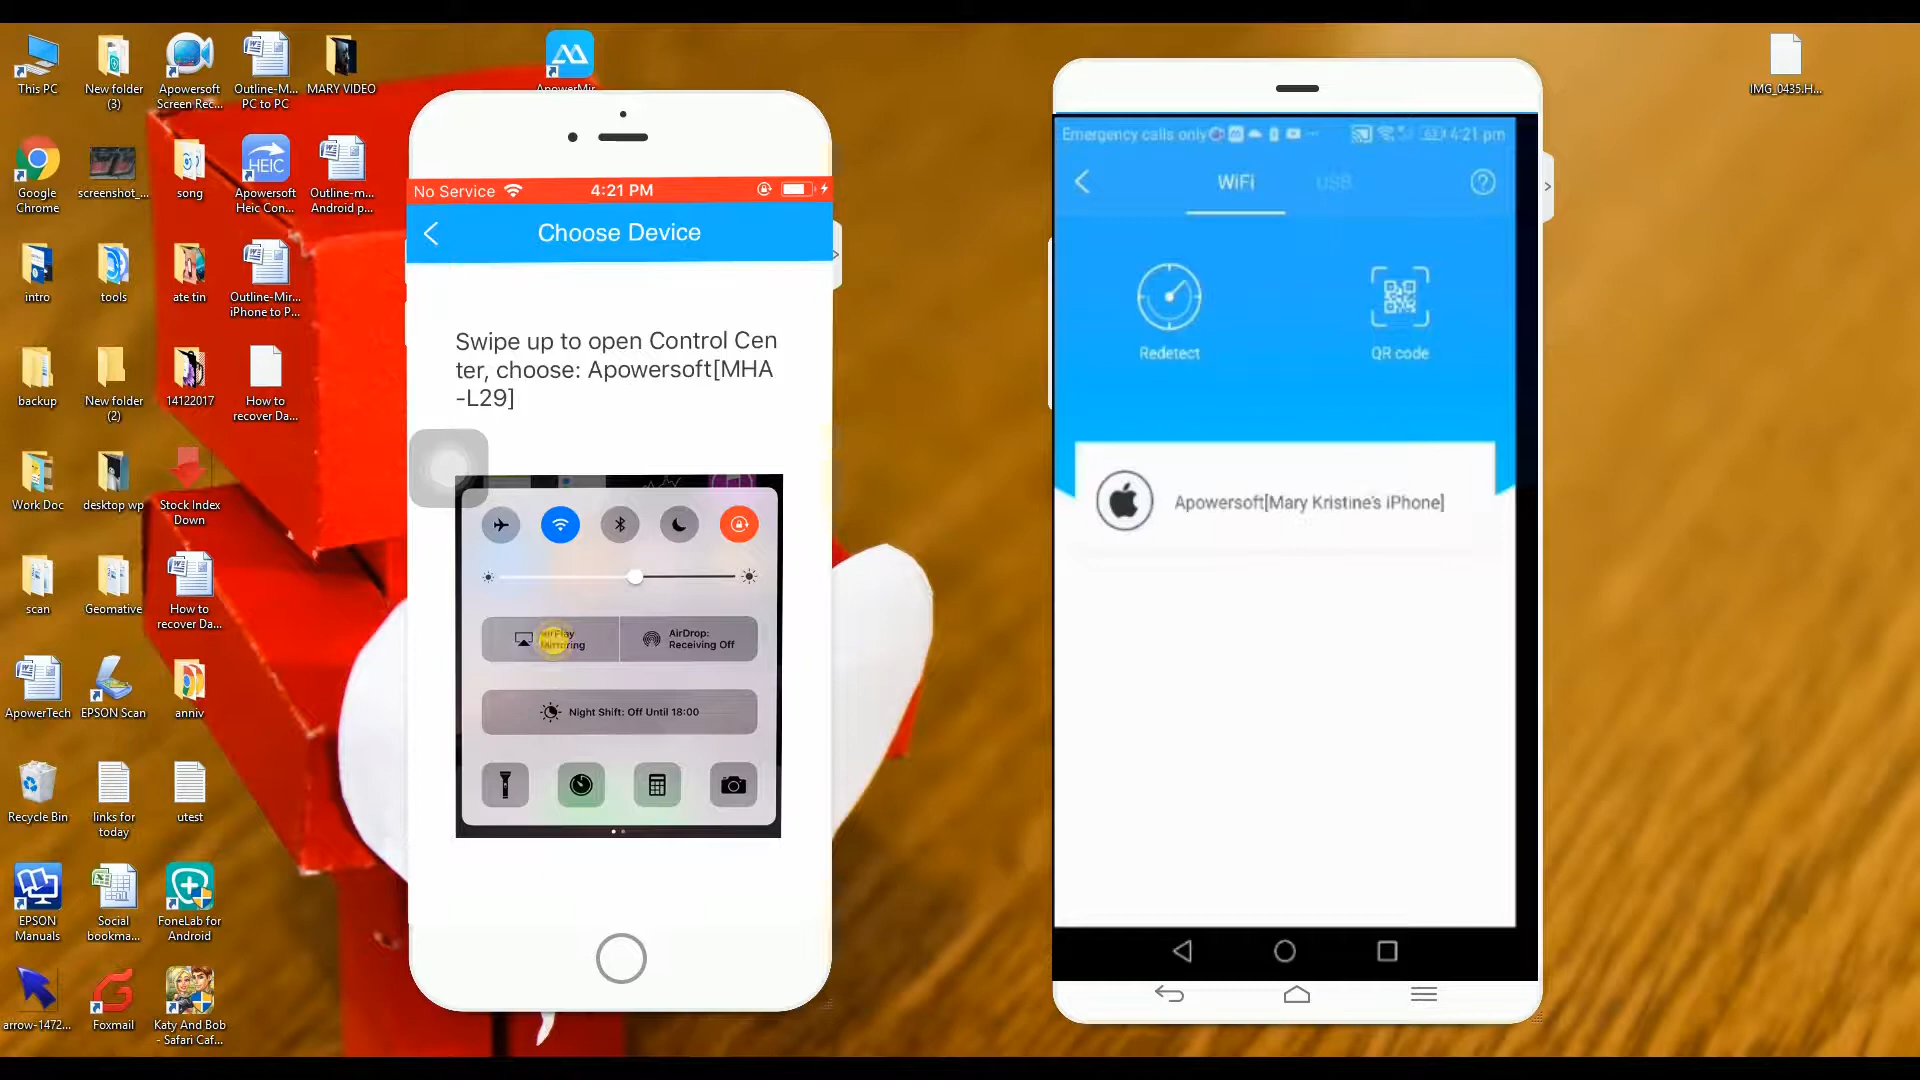 This PC
New folder
(3)
Apowersoft
Screen Rec...
Outline-M...
PC to PC
MARY VIDEO
Google
Chrome
screenshot_...
song
HEIC
Apowersoft
Heic Con...
Outline-m...
Android p...
intro
tools
ate tin
Outline-Mir...
iPhone to P...
backup
New folder
(2)
14122017
How to
recover Da...
Work Doc
desktop wp
Stock Index
Down
scan
Geomative
How to
recover Da...
ApowerTech
EPSON Scan
anniv
Recycle Bin
links for
today
utest
EPSON
Manuals
Social
bookma...
FoneLab for
Android
arrow-1472...
Foxmail
Katy And Bob
- Safari Caf...
No Service
4:21 PM
Choose Device
Swipe up to open Control Cen
ter, choose: Apowersoft[MHA
-L29]
AirDrop:
Receiving Off
Night Shift: Off Until 18:00
Emergency calls only
4:21 pm
WiFi
USB
Redetect
QR code
Apowersoft[Mary Kristine's iPhone]
IMG_0435.H...